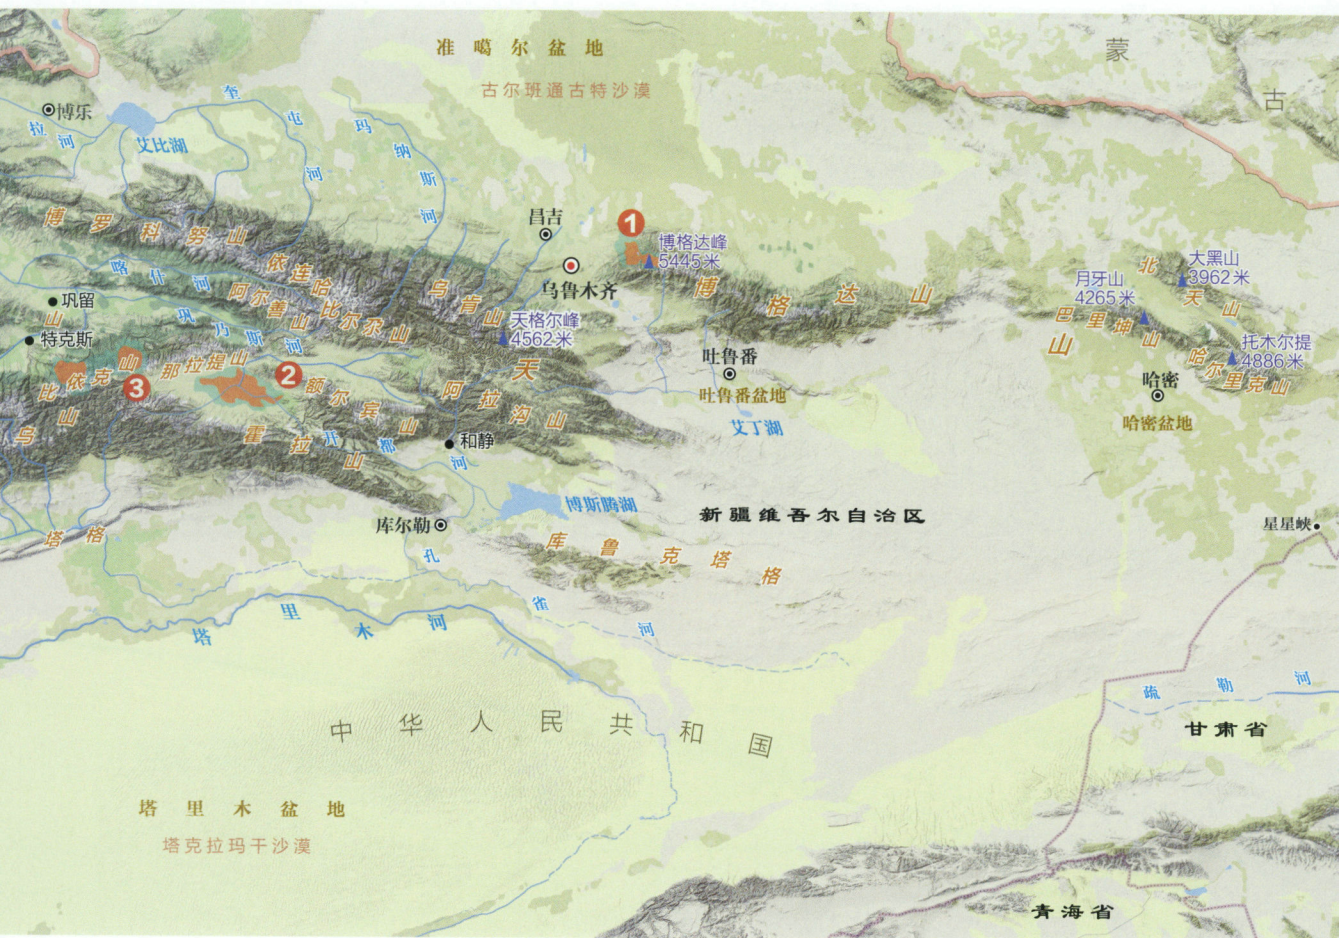 准噶尔盆地
古尔班通古特沙漠
蒙
古
博乐
拉河
艾比湖
奎屯河
玛纳斯河
博罗科努山
喀什河
依连哈比尔尕山
阿尔善山
乌肯山
昌吉
乌鲁木齐
1
博格达峰
5445米
博格达山
大黑山
3962米
北天山
月牙山
4265米
巴里坤山
山
托木尔提
4886米
哈尔里克山
哈密
哈密盆地
巩留
山
特克斯
巩乃斯河
天格尔峰
4562米
天
吐鲁番
吐鲁番盆地
艾丁湖
比依克山
3
那拉提山
2
额尔宾山
阿拉沟山
乌山
霍拉山
开都河
和静
博斯腾湖
库尔勒
新疆维吾尔自治区
星星峡
塔格
库鲁克塔格
孔雀河
塔里木河
疏勒河
甘肃省
中华人民共和国
塔里木盆地
塔克拉玛干沙漠
青海省